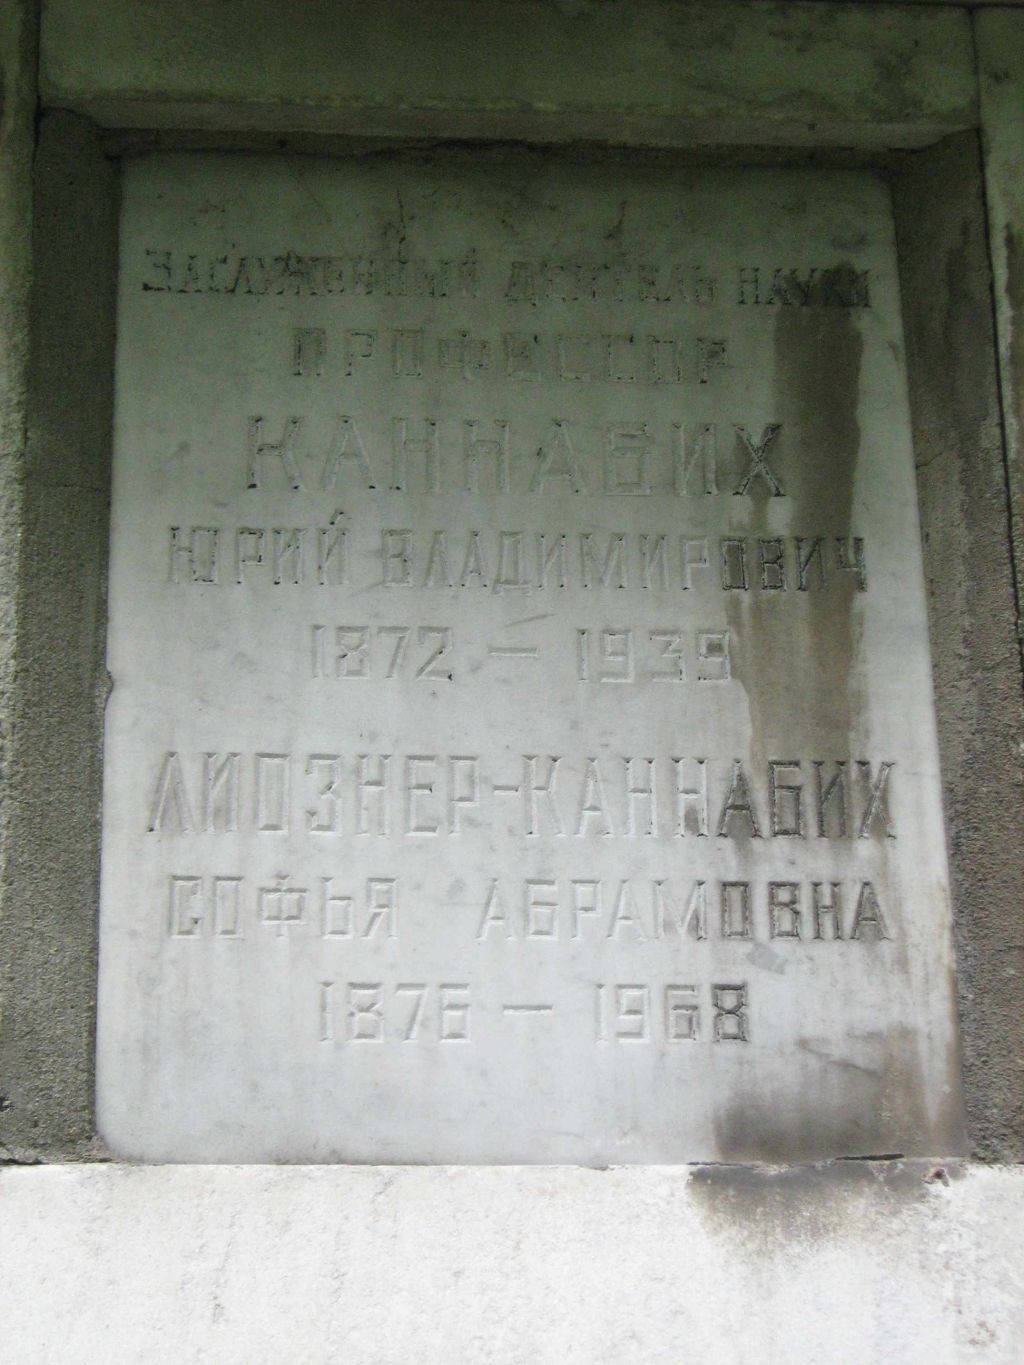 ЗАСЛУЖЕННЫЙ ДЕЯТЕЛЬ НАУКИ
ПРОФЕССОР
КАННАБИХ
ЮРИЙ ВЛАДИМИРОВИЧ
1872 — 1939
ЛИОЗНЕР-КАННАБИХ
СОФЬЯ АБРАМОВНА
1876 — 1968